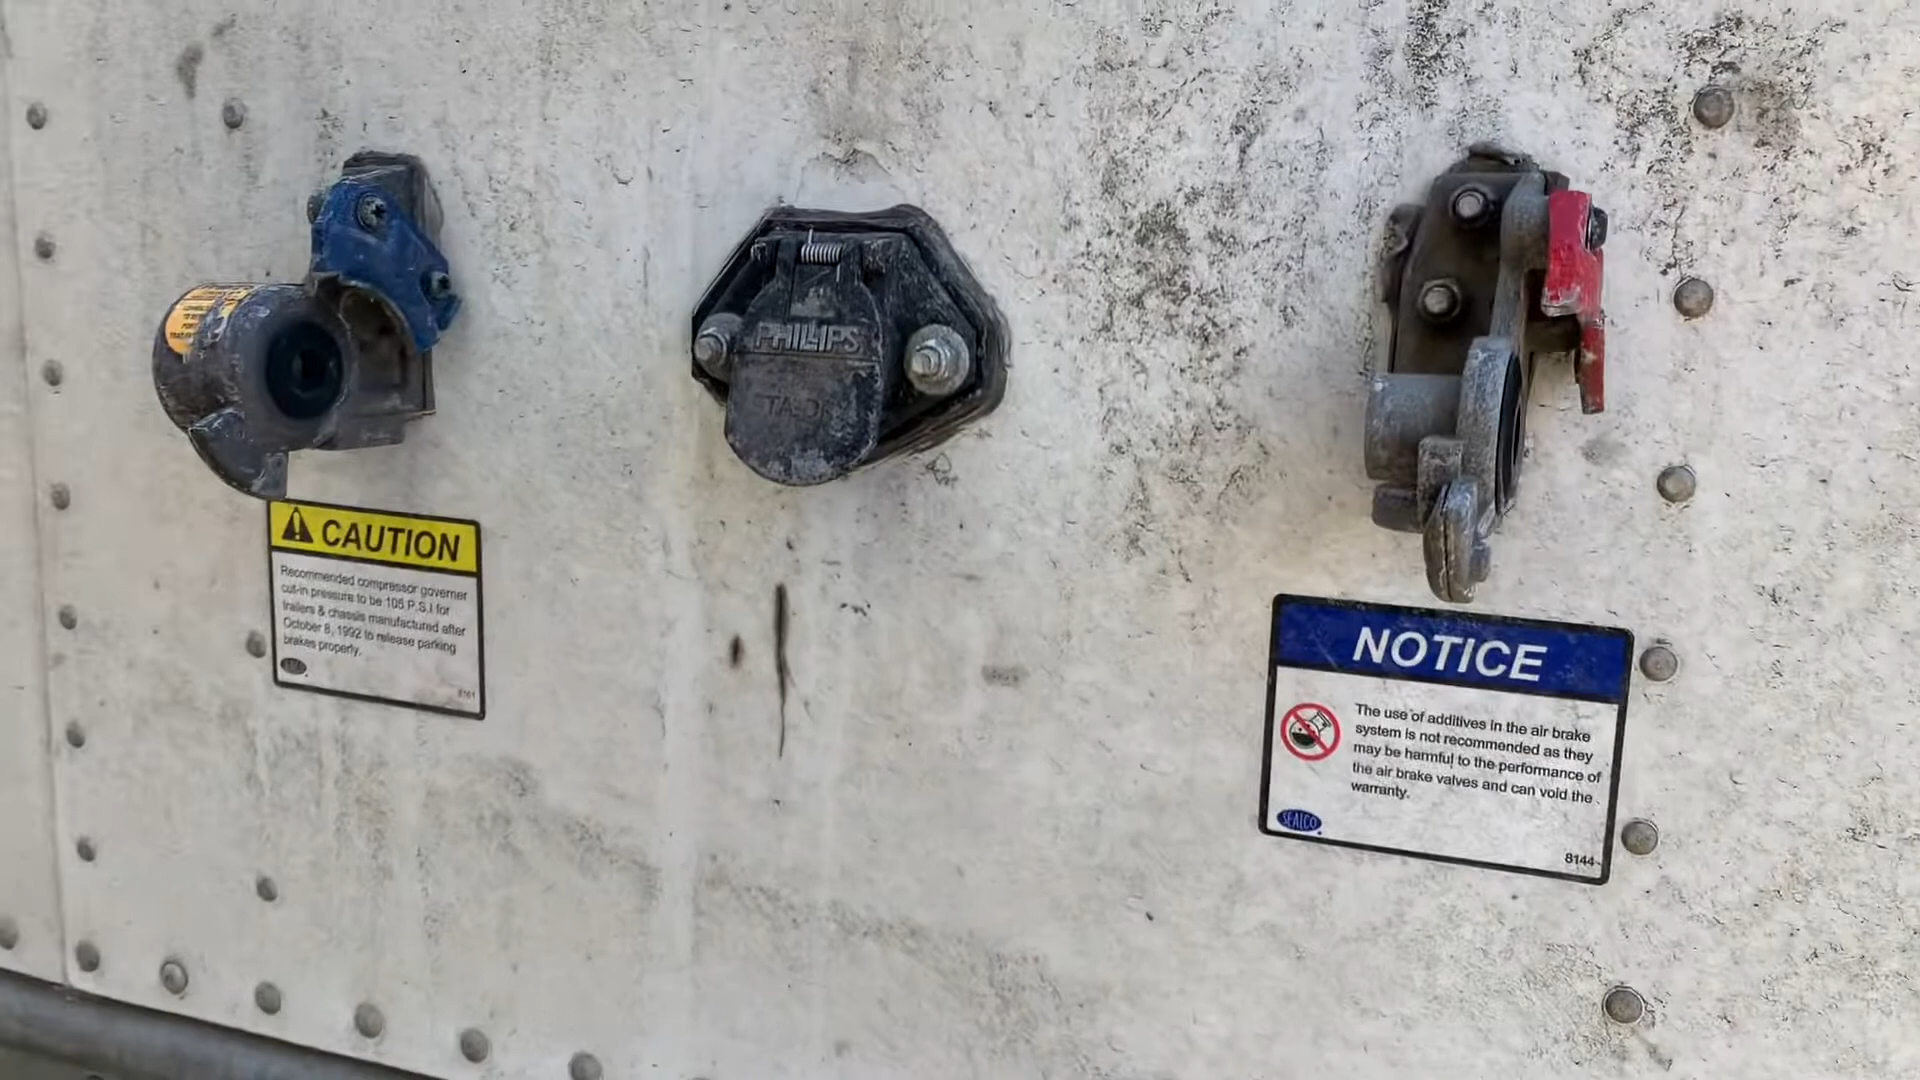 PHILLIPS
STA-DRY
CAUTION
Recommended compressor governer
cut-in pressure to be 105 P.S.I for
trailers & chassis manufactured after
October 8, 1992 to release parking
brakes properly.
8161
NOTICE
The use of additives in the air brake
system is not recommended as they
may be harmful to the performance of
the air brake valves and can void the
warranty.
SEALCO
8144